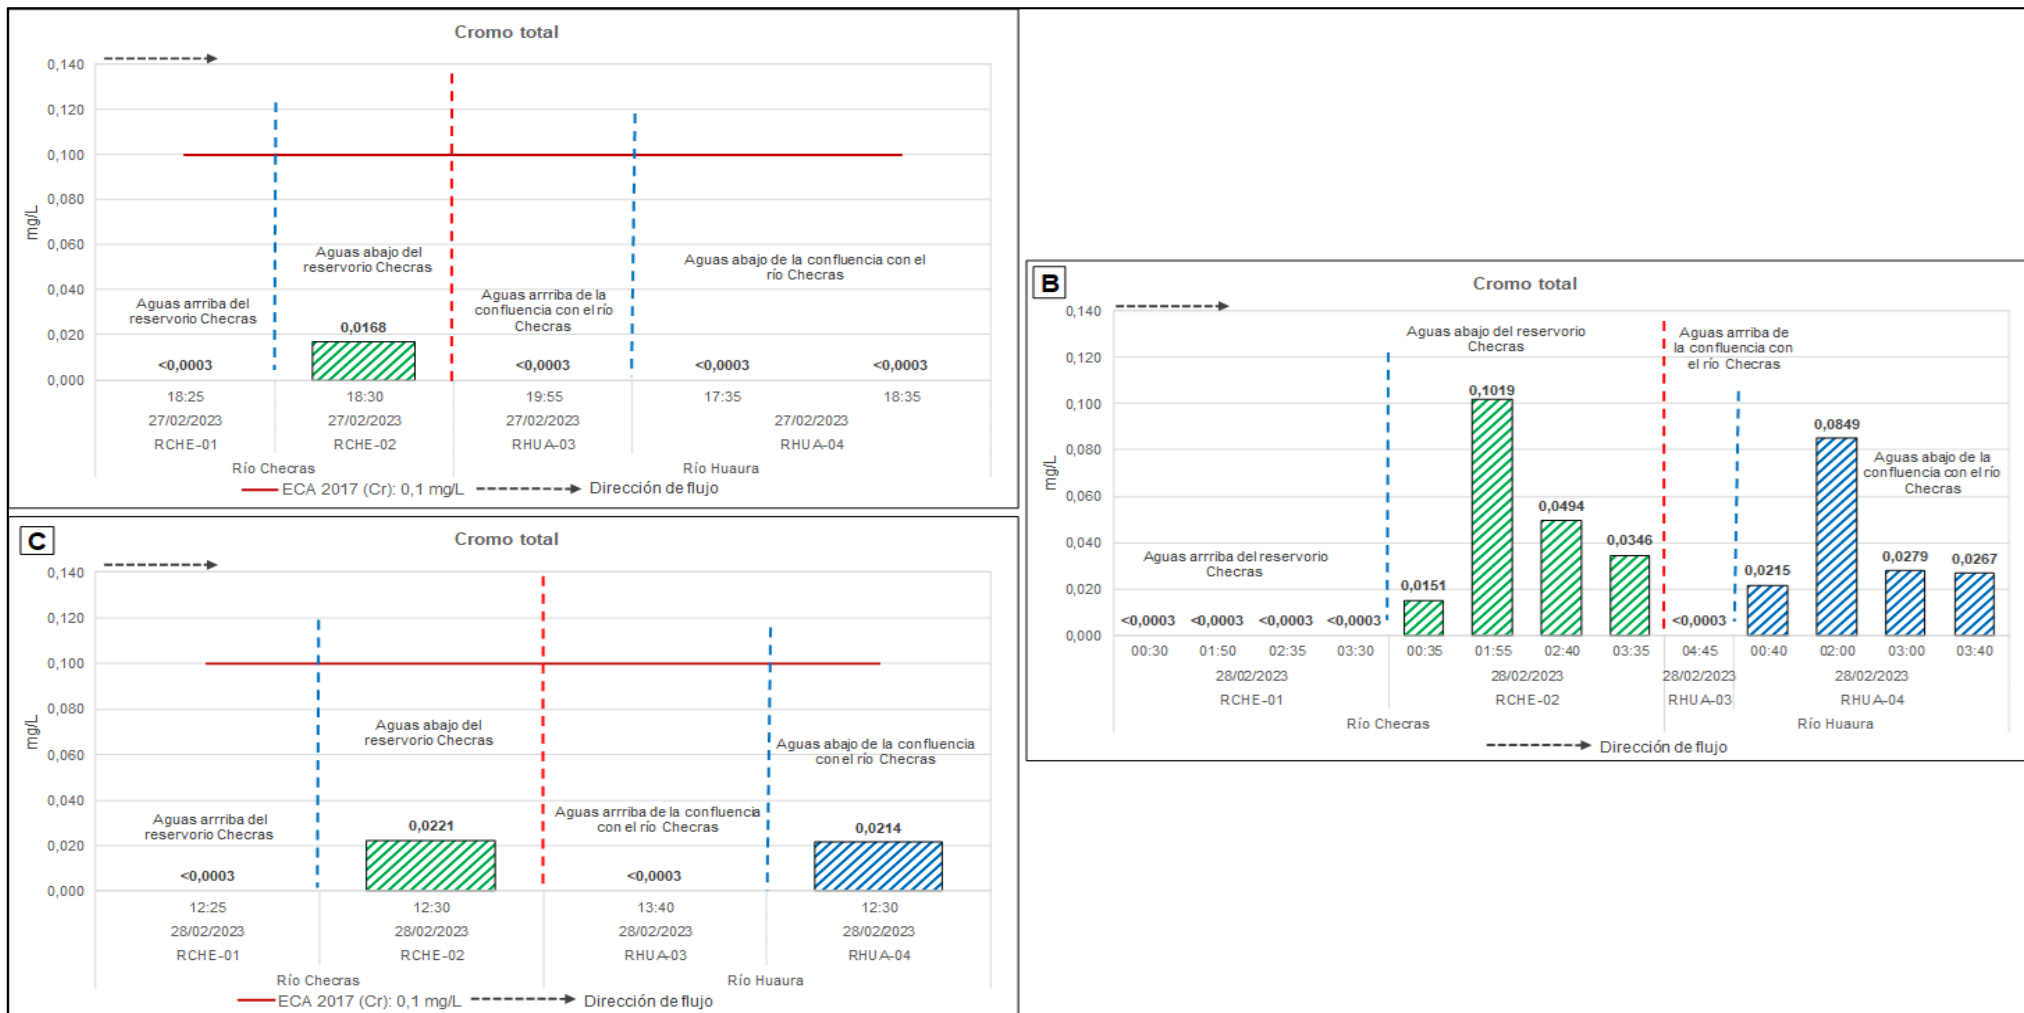 Cromo total
0,140
0,120
0,100
0,080
0,060
0,040
0,020
0,000
mg/L
Aguas arrriba del
reservorio Checras
Aguas abajo del
reservorio Checras
Aguas arrriba de la
confluencia con el río
Checras
Aguas abajo de la confluencia con el
río Checras
<0,0003
0,0168
<0,0003
<0,0003
<0,0003
18:25 18:30 19:55 17:35 18:35
27/02/2023 27/02/2023 27/02/2023 27/02/2023
RCHE-01 RCHE-02 RHUA-03 RHUA-04
Río Checras Río Huaura
ECA 2017 (Cr): 0,1 mg/L Dirección de flujo
B
Cromo total
0,140
0,120
0,100
0,080
0,060
0,040
0,020
0,000
mg/L
Aguas arrriba del reservorio
Checras
Aguas abajo del reservorio
Checras
Aguas arrriba de
la confluencia con
el río Checras
Aguas abajo de la
confluencia con el río
Checras
<0,0003 <0,0003 <0,0003 <0,0003
0,0151
0,1019
0,0494
0,0346
<0,0003
0,0215
0,0849
0,0279
0,0267
00:30 01:50 02:35 03:30 00:35 01:55 02:40 03:35 04:45 00:40 02:00 03:00 03:40
28/02/2023 28/02/2023 28/02/2023 28/02/2023
RCHE-01 RCHE-02 RHUA-03 RHUA-04
Río Checras Río Huaura
Dirección de flujo
C
Cromo total
0,140
0,120
0,100
0,080
0,060
0,040
0,020
0,000
mg/L
Aguas arrriba del
reservorio Checras
Aguas abajo del
reservorio Checras
Aguas arrriba de la confluencia
con el río Checras
Aguas abajo de la confluencia
con el río Checras
<0,0003
0,0221
<0,0003
0,0214
12:25 12:30 13:40 12:30
28/02/2023 28/02/2023 28/02/2023 28/02/2023
RCHE-01 RCHE-02 RHUA-03 RHUA-04
Río Checras Río Huaura
ECA 2017 (Cr): 0,1 mg/L Dirección de flujo